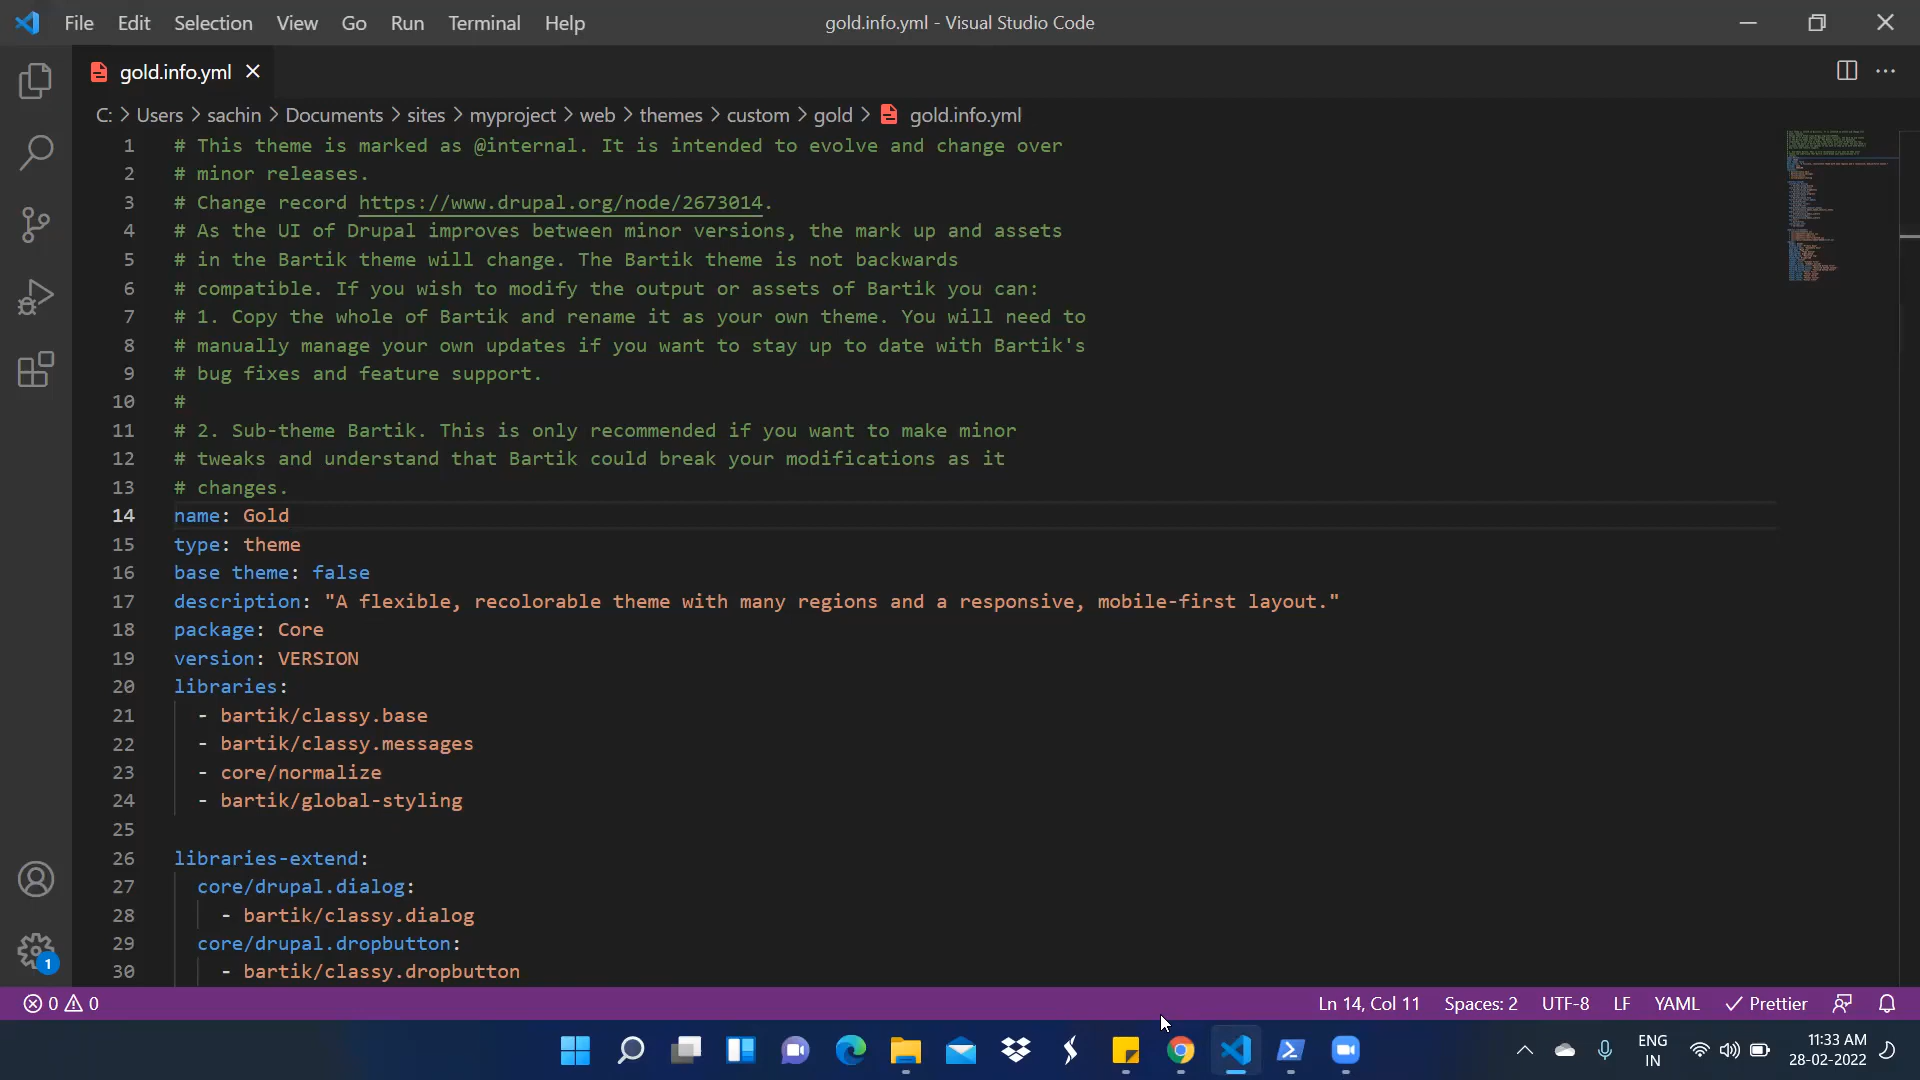 File Edit Selection View Go Run Terminal Help gold.info.yml - Visual Studio Code
gold.info.yml
C: > Users > sachin > Documents > sites > myproject > web > themes > custom > gold > gold.info.yml
1 # This theme is marked as @internal. It is intended to evolve and change over
2 # minor releases.
3 # Change record https://www.drupal.org/node/2673014.
4 # As the UI of Drupal improves between minor versions, the mark up and assets
5 # in the Bartik theme will change. The Bartik theme is not backwards
6 # compatible. If you wish to modify the output or assets of Bartik you can:
7 # 1. Copy the whole of Bartik and rename it as your own theme. You will need to
8 # manually manage your own updates if you want to stay up to date with Bartik's
9 # bug fixes and feature support.
10 #
11 # 2. Sub-theme Bartik. This is only recommended if you want to make minor
12 # tweaks and understand that Bartik could break your modifications as it
13 # changes.
14 name: Gold
15 type: theme
16 base theme: false
17 description: "A flexible, recolorable theme with many regions and a responsive, mobile-first layout."
18 package: Core
19 version: VERSION
20 libraries:
21 - bartik/classy.base
22 - bartik/classy.messages
23 - core/normalize
24 - bartik/global-styling
25
26 libraries-extend:
27 core/drupal.dialog:
28 - bartik/classy.dialog
29 core/drupal.dropbutton:
30 - bartik/classy.dropbutton
1
0 0 Ln 14, Col 11 Spaces: 2 UTF-8 LF YAML Prettier
ENG 11:33 AM
IN 28-02-2022